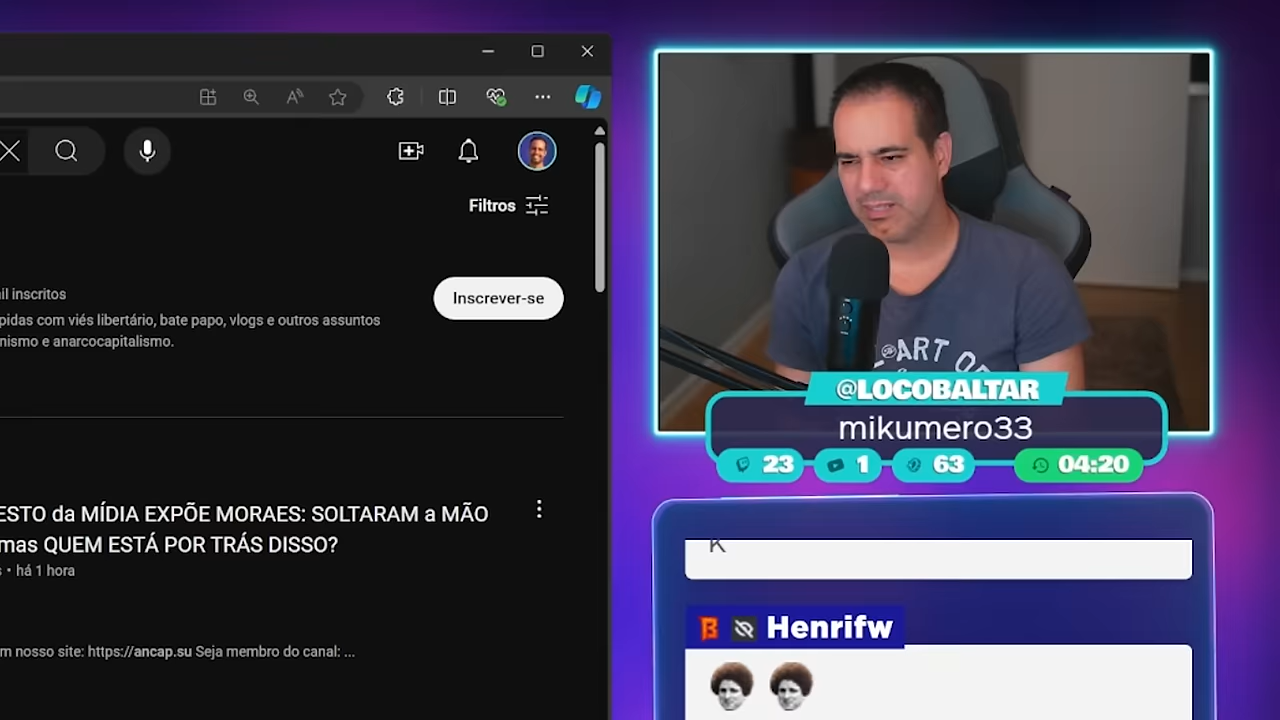 Filtros
il inscritos
Inscrever-se
pidas com viés libertário, bate papo, vlogs e outros assuntos
nismo e anarcocapitalismo.
ESTO da MÍDIA EXPÕE MORAES: SOLTARAM a MÃO
mas QUEM ESTÁ POR TRÁS DISSO?
s • há 1 hora
m nosso site: https://ancap.su Seja membro do canal: ...
ART OF
@LOCOBALTAR
mikumero33
23 1 63 04:20
K
Henrifw